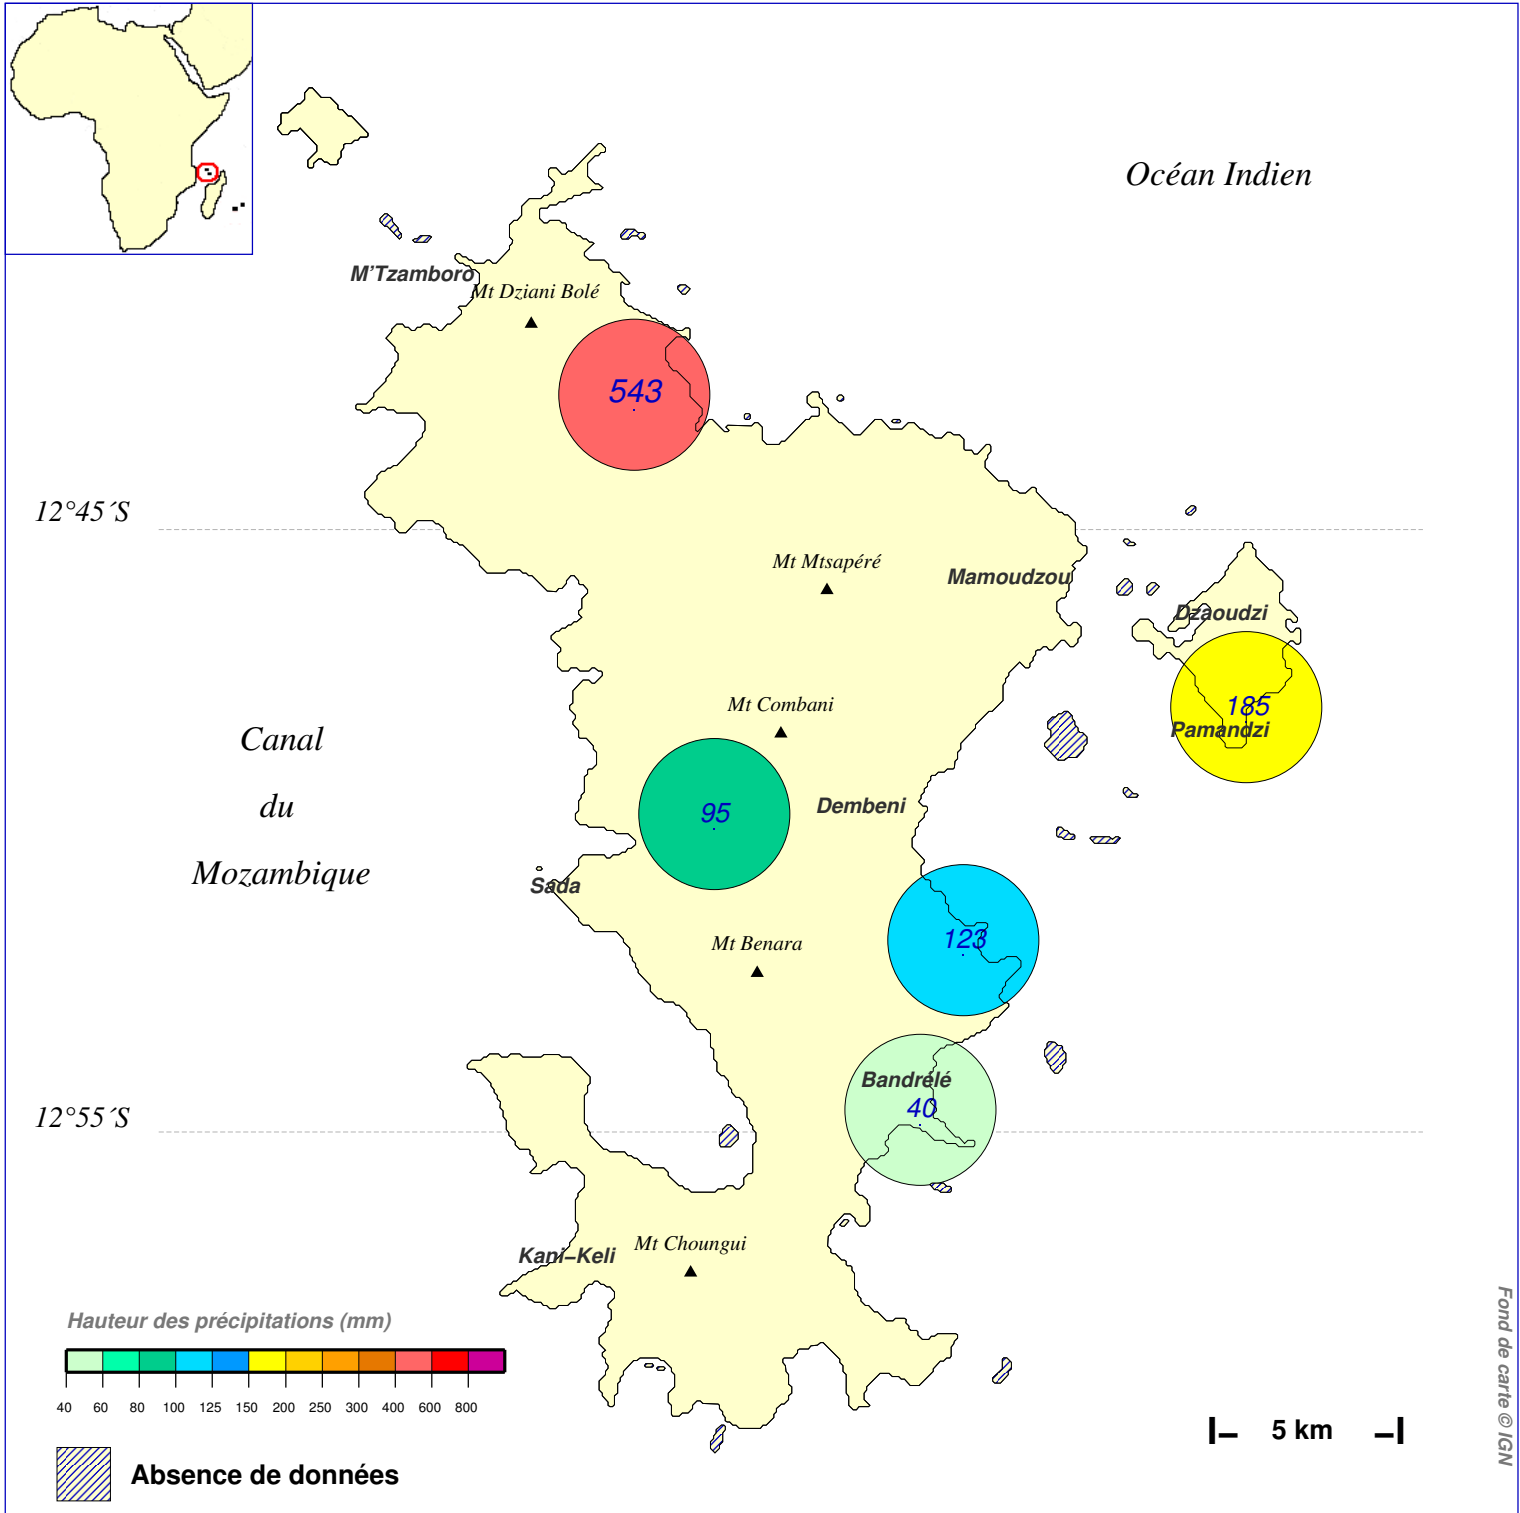 Océan Indien
M'Tzamboro
Mt Dziani Bolé
543
12°45´S
Mt Mtsapéré
Mamoudzou
Dzaoudzi
Mt Combani
185
Pamandzi
Canal
du
Mozambique
95
Dembeni
Sada
123
Mt Benara
Bandrélé
40
12°55´S
Mt Choungui
Kani–Keli
Hauteur des précipitations (mm)
40 60 80 100 125 150 200 250 300 400 600 800
5 km
Absence de données
Fond de carte © IGN